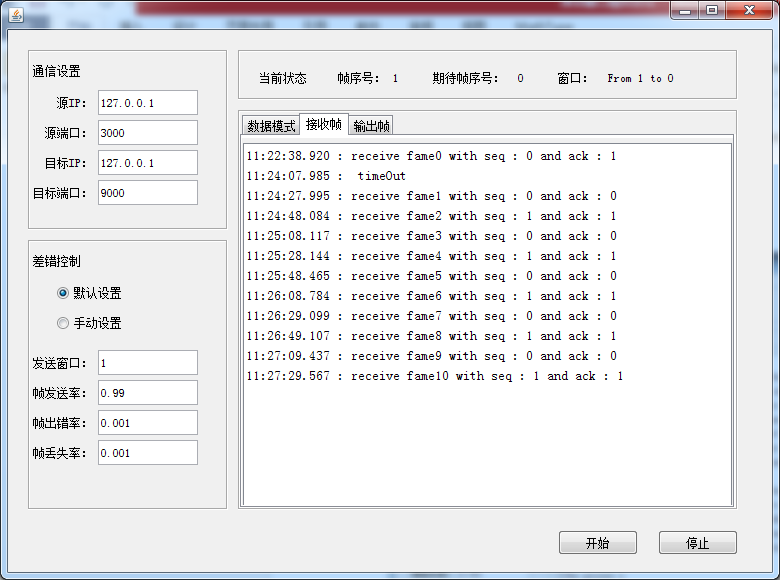 通信设置
源IP: 127.0.0.1
源端口: 3000
目标IP: 127.0.0.1
目标端口: 9000
差错控制
默认设置
手动设置
发送窗口: 1
帧发送率: 0.99
帧出错率: 0.001
帧丢失率: 0.001
当前状态 帧序号: 1 期待帧序号: 0 窗口: From 1 to 0
数据模式 接收帧 输出帧
11:22:38.920 : receive fame0 with seq : 0 and ack : 1
11:24:07.985 : timeOut
11:24:27.995 : receive fame1 with seq : 0 and ack : 0
11:24:48.084 : receive fame2 with seq : 1 and ack : 1
11:25:08.117 : receive fame3 with seq : 0 and ack : 0
11:25:28.144 : receive fame4 with seq : 1 and ack : 1
11:25:48.465 : receive fame5 with seq : 0 and ack : 0
11:26:08.784 : receive fame6 with seq : 1 and ack : 1
11:26:29.099 : receive fame7 with seq : 0 and ack : 0
11:26:49.107 : receive fame8 with seq : 1 and ack : 1
11:27:09.437 : receive fame9 with seq : 0 and ack : 0
11:27:29.567 : receive fame10 with seq : 1 and ack : 1
开始 停止